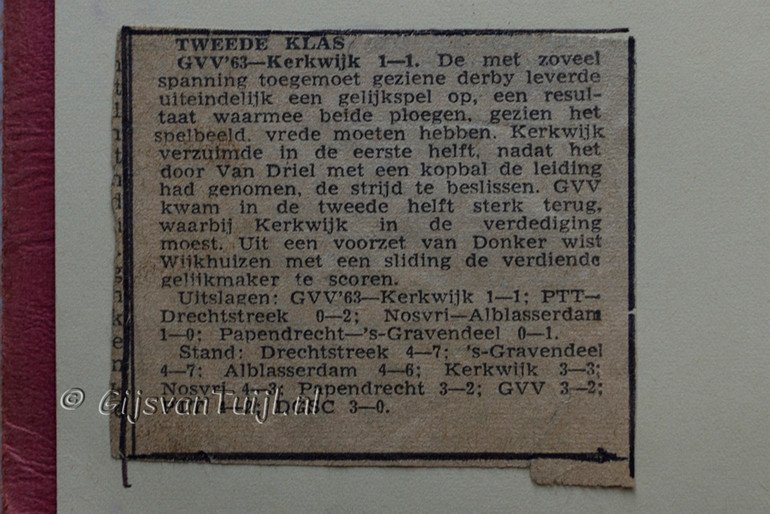 TWEEDE KLAS
GVV'63—Kerkwijk 1—1. De met zoveel
spanning toegemoet geziene derby leverde
uiteindelijk een gelijkspel op, een resul-
taat waarmee beide ploegen, gezien het
spelbeeld, vrede moeten hebben. Kerkwijk
verzuimde in de eerste helft, nadat het
door Van Driel met een kopbal de leiding
had genomen, de strijd te beslissen. GVV
kwam in de tweede helft sterk terug,
waarbij Kerkwijk in de verdediging
moest. Uit een voorzet van Donker wist
Wijkhuizen met een sliding de verdiende
gelijkmaker te scoren.
Uitslagen: GVV'63—Kerkwijk 1—1; PTT—
Drechtstreek 0—2; Nosvri—Alblasserdam
1—0; Papendrecht—'s-Gravendeel 0—1.
Stand: Drechtstreek 4—7; 's-Gravendeel
4—7; Alblasserdam 4—6; Kerkwijk 3—3;
Nosvri 4—3; Papendrecht 3—2; GVV 3—2;
DGSC 3—0.
© GijsvanTuijl.nl